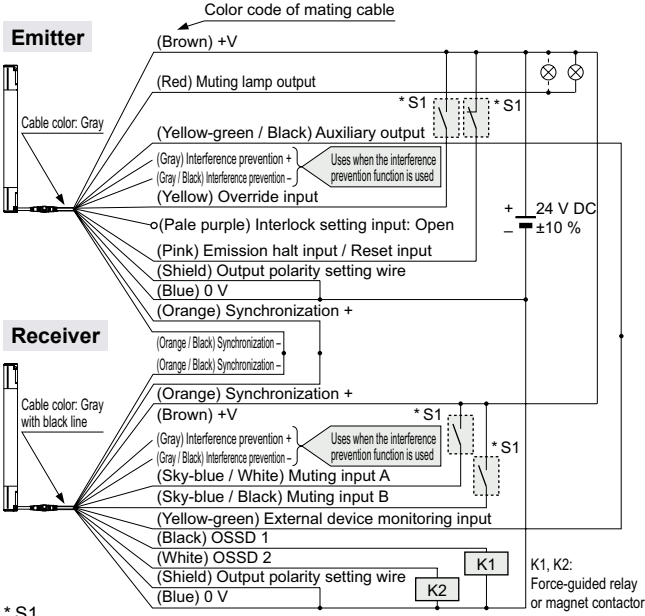 Color code of mating cable
Emitter
(Brown) +V
(Red) Muting lamp output
* S1
* S1
Cable color: Gray
(Yellow-green / Black) Auxiliary output
(Gray) Interference prevention +
(Gray / Black) Interference prevention –
Uses when the interference
prevention function is used
(Yellow) Override input
(Pale purple) Interlock setting input: Open
+
–
24 V DC
±10 %
(Pink) Emission halt input / Reset input
(Shield) Output polarity setting wire
(Blue) 0 V
(Orange) Synchronization +
Receiver
(Orange / Black) Synchronization –
(Orange / Black) Synchronization –
(Orange) Synchronization +
Cable color: Gray
with black line
(Brown) +V
* S1
* S1
(Gray) Interference prevention +
(Gray / Black) Interference prevention –
Uses when the interference
prevention function is used
(Sky-blue / White) Muting input A
(Sky-blue / Black) Muting input B
(Yellow-green) External device monitoring input
(Black) OSSD 1
(White) OSSD 2
(Shield) Output polarity setting wire
(Blue) 0 V
K1
K2
K1, K2:
Force-guided relay
or magnet contactor
* S1